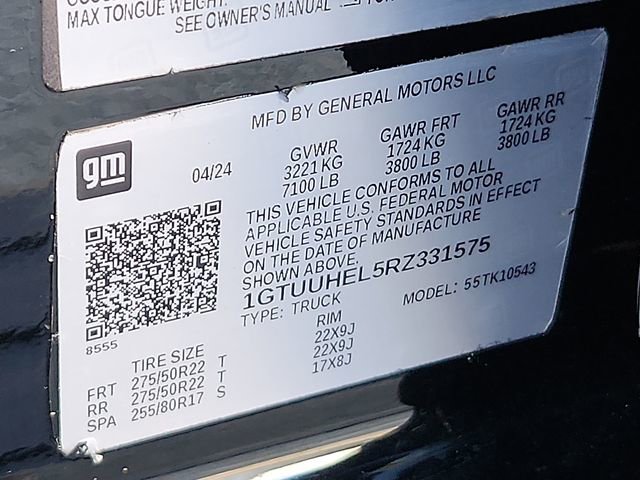 MAX TONGUE WEIGHT:
SEE OWNER'S MANUAL
MFD BY GENERAL MOTORS LLC
gm
04/24
GVWR GAWR FRT GAWR RR
3221 KG 1724 KG 1724 KG
7100 LB 3800 LB 3800 LB
THIS VEHICLE CONFORMS TO ALL
APPLICABLE U.S. FEDERAL MOTOR
VEHICLE SAFETY STANDARDS IN EFFECT
ON THE DATE OF MANUFACTURE
SHOWN ABOVE.
1GTUUHEL5RZ331575
TYPE: TRUCK MODEL: 55TK10543
8555
TIRE SIZE RIM
FRT 275/50R22 T 22X9J
RR 275/50R22 T 22X9J
SPA 255/80R17 S 17X8J